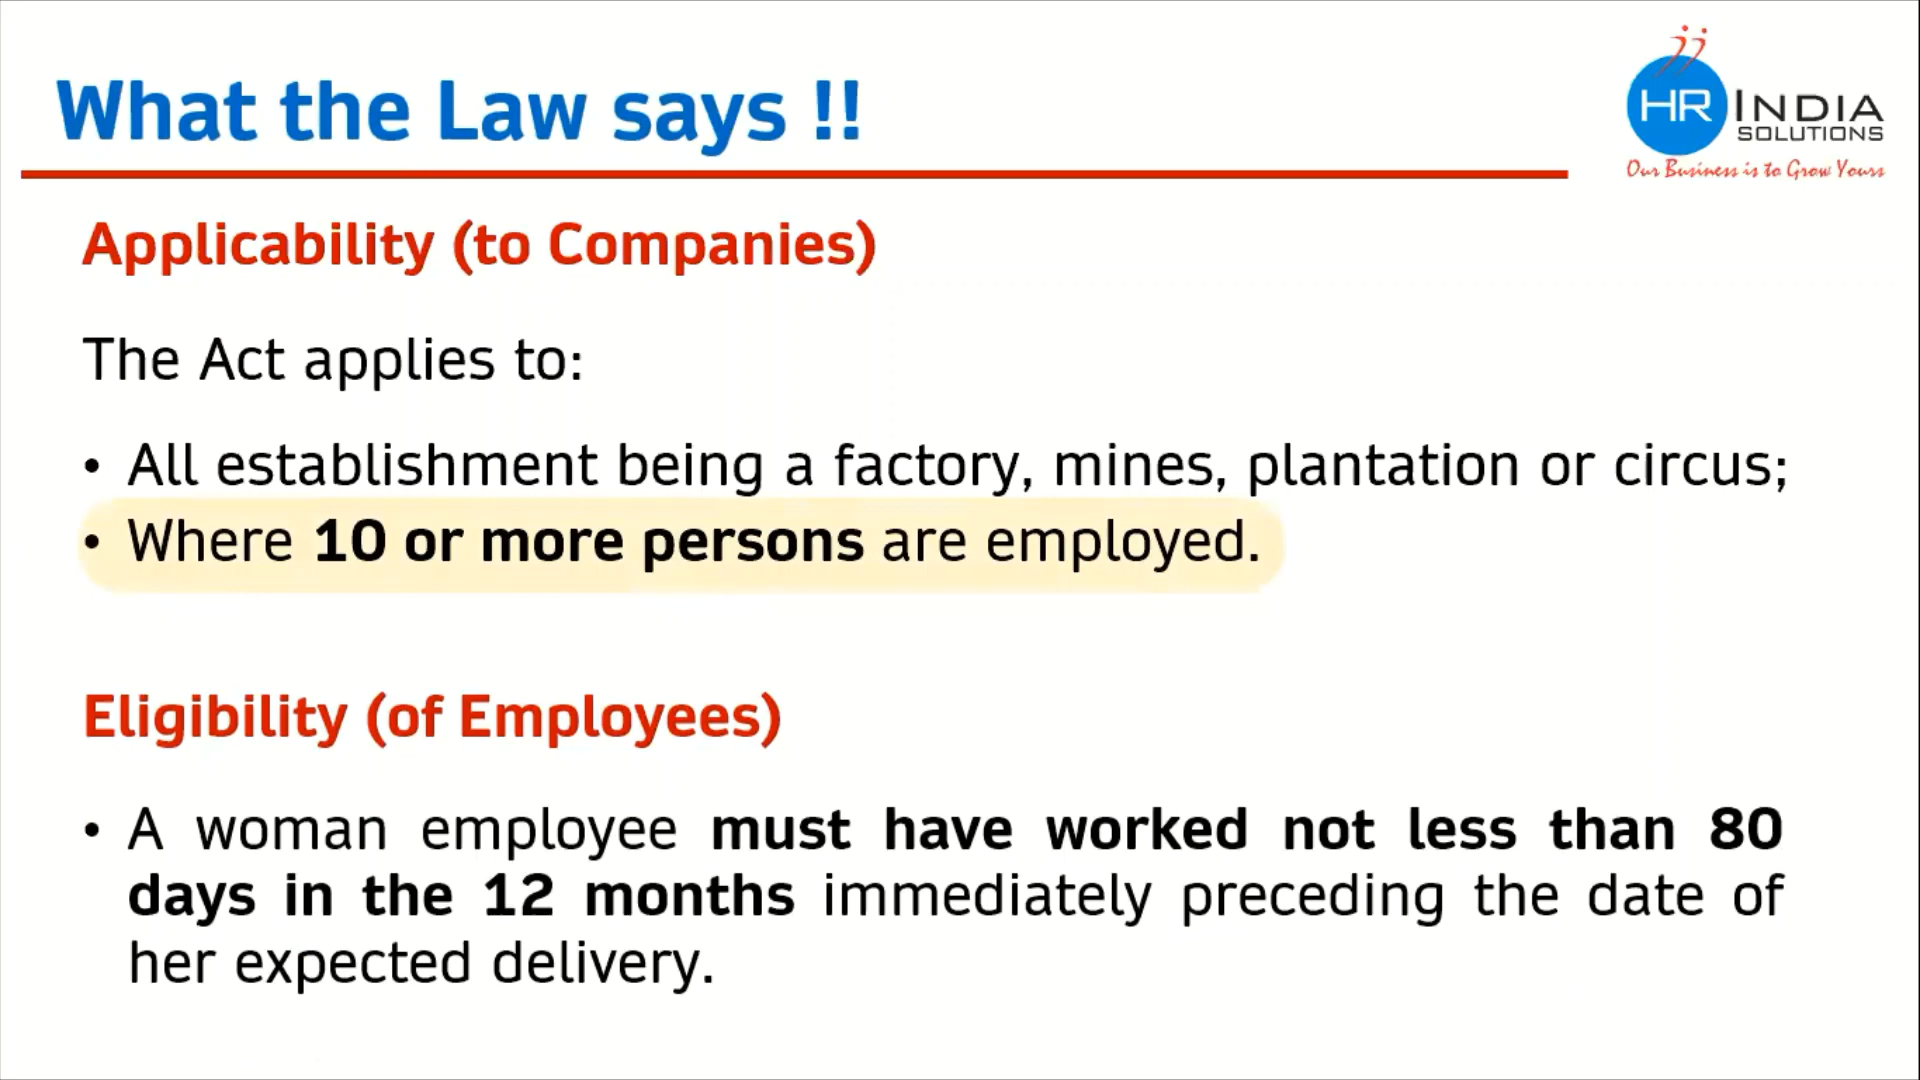 What the Law says !!
HR INDIA
SOLUTIONS
Our Business is to Grow Yours
Applicability (to Companies)
The Act applies to:
• All establishment being a factory, mines, plantation or circus;
• Where 10 or more persons are employed.
Eligibility (of Employees)
• A woman employee must have worked not less than 80
days in the 12 months immediately preceding the date of
her expected delivery.